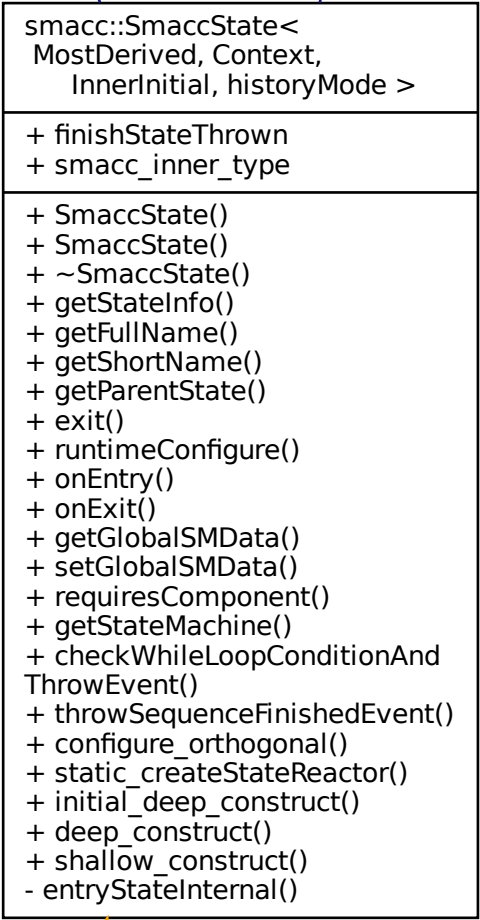 smacc::SmaccState<
MostDerived, Context,
InnerInitial, historyMode >
+ finishStateThrown
+ smacc_inner_type
+ SmaccState()
+ SmaccState()
+ ~SmaccState()
+ getStateInfo()
+ getFullName()
+ getShortName()
+ getParentState()
+ exit()
+ runtimeConfigure()
+ onEntry()
+ onExit()
+ getGlobalSMData()
+ setGlobalSMData()
+ requiresComponent()
+ getStateMachine()
+ checkWhileLoopConditionAnd
ThrowEvent()
+ throwSequenceFinishedEvent()
+ configure_orthogonal()
+ static_createStateReactor()
+ initial_deep_construct()
+ deep_construct()
+ shallow_construct()
- entryStateInternal()